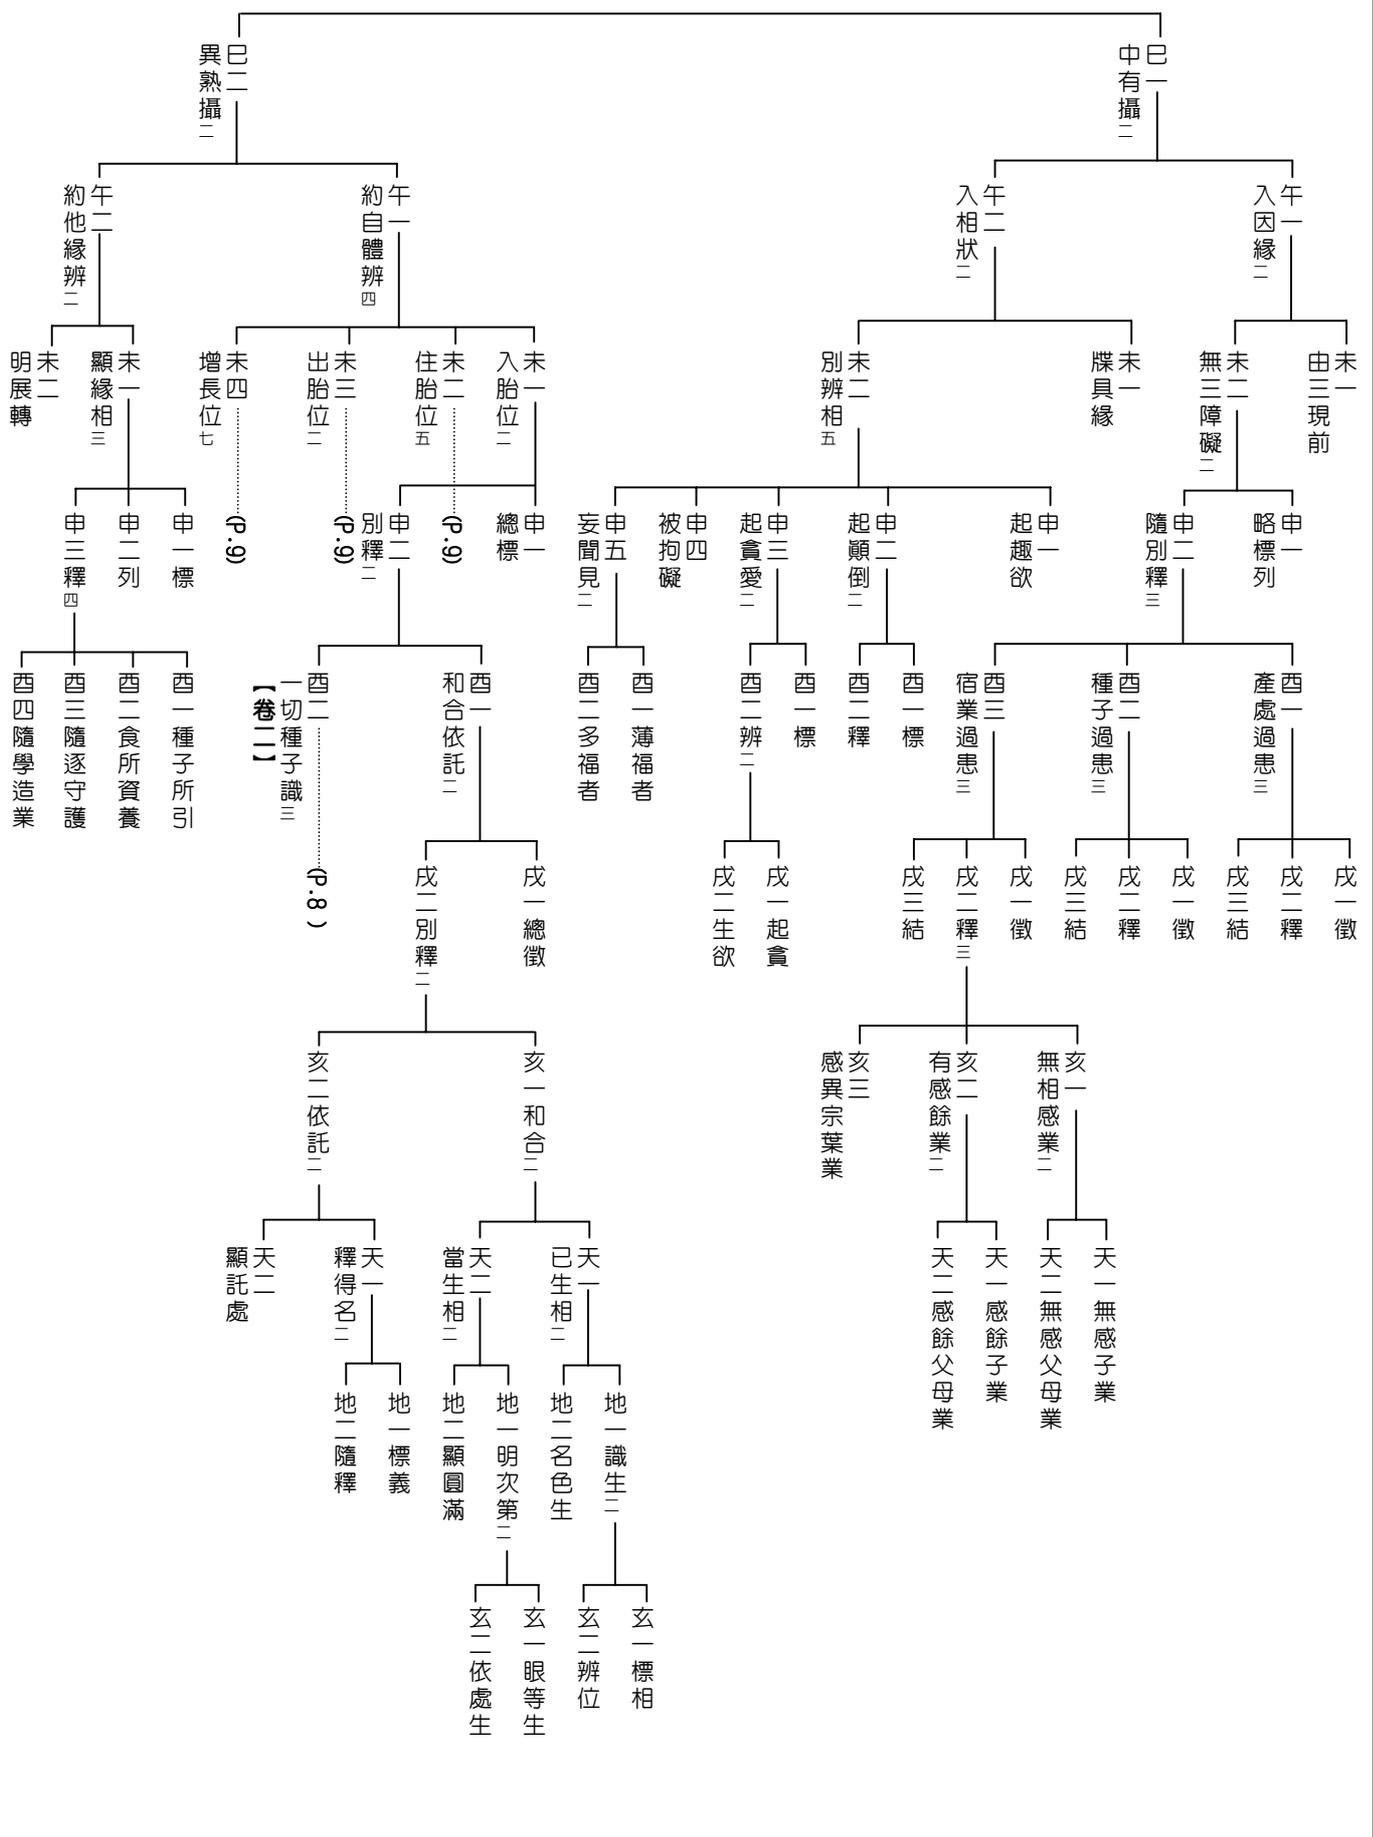 巳一
中有攝二
巳二
異熟攝二
午一
入因緣二
午二
入相狀二
午一
約自體辨四
午二
約他緣辨二
未一
由三現前
未二
無三障礙二
未一
牒具緣
未二
別辨相五
未一
入胎位二
未二
住胎位五
未三
出胎位二
未四
增長位七
未一
顯緣相三
未二
明展轉
申一
略標列
申二
隨別釋三
申一
起趣欲
申二
起顚倒二
申三
起貪愛二
申四
被拘礙
申五
妄聞見二
申一
總標
(P.9)
申二
別釋二
(P.9)
(P.9)
申一標
申二列
申三釋四
酉一
產處過患三
酉二
種子過患三
酉三
宿業過患三
酉一標
酉二釋
酉一標
酉二辨二
酉一薄福者
酉二多福者
酉一
和合依託二
酉二
一切種子識三
【卷二】
酉一種子所引
酉二食所資養
酉三隨逐守護
酉四隨學造業
戌一徵
戌二釋
戌三結
戌一徵
戌二釋
戌三結
戌一徵
戌二釋三
戌三結
戌一起貪
戌二生欲
戌一總徵
戌二別釋二
(P.8 )
亥一
無相感業二
亥二
有感餘業二
亥三
感異宗葉業
亥一和合二
亥二依託二
天一無感子業
天二無感父母業
天一感餘子業
天二感餘父母業
天一
已生相二
天二
當生相二
天一
釋得名二
天二
顯託處
地一識生二
地二名色生
地一明次第二
地二顯圓滿
地一標義
地二隨釋
玄一標相
玄二辨位
玄一眼等生
玄二依處生